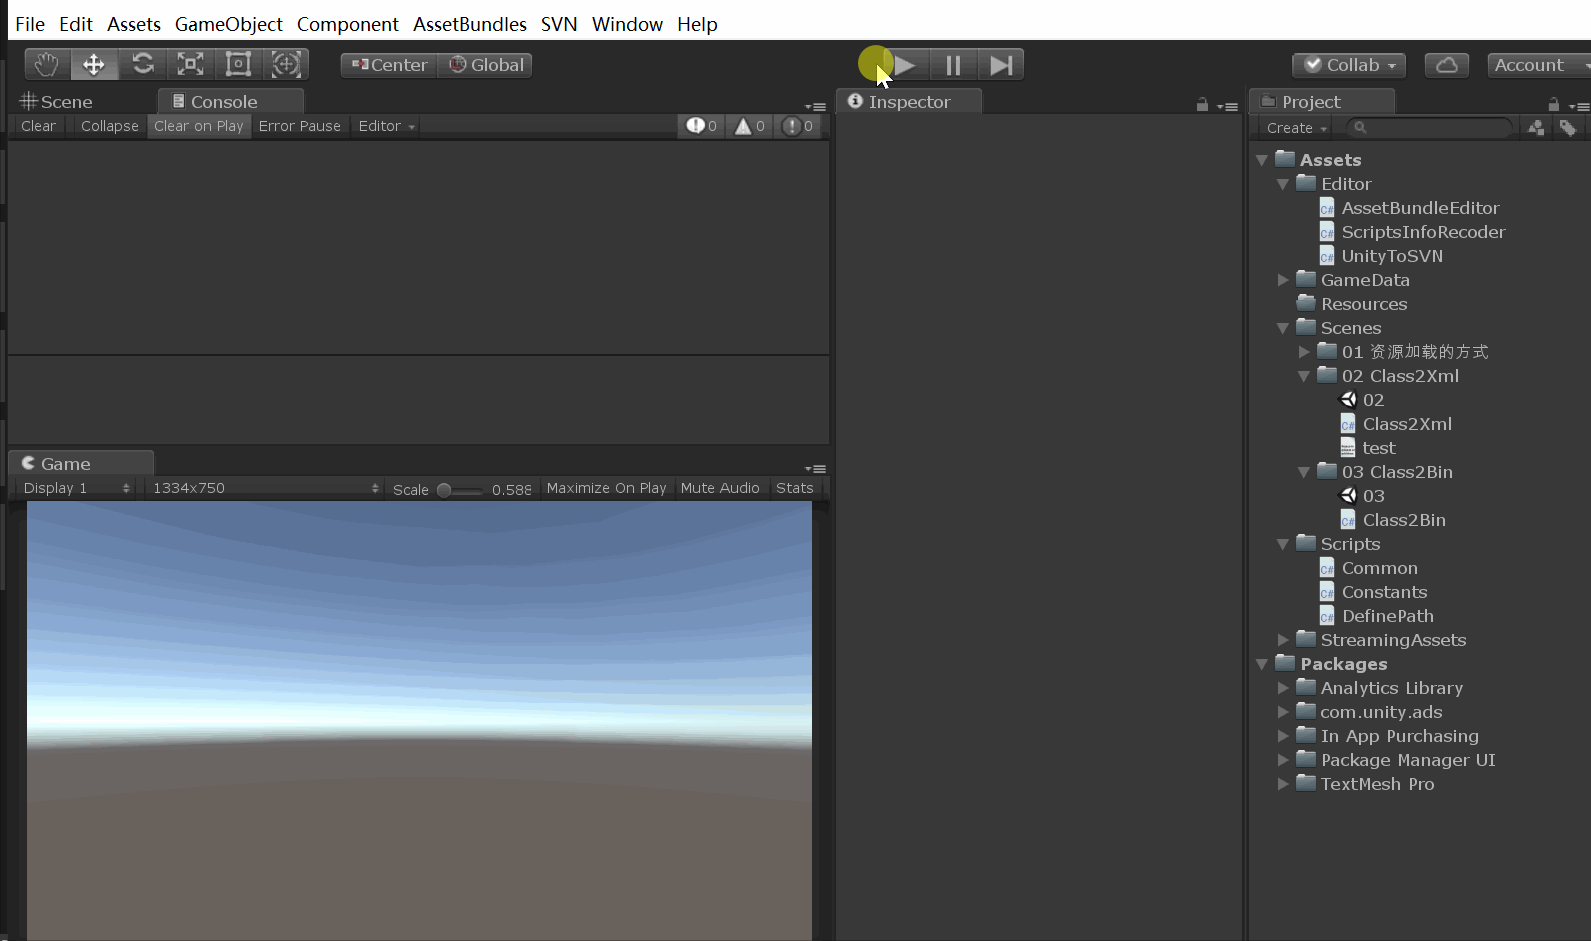 File Edit Assets GameObject Component AssetBundles SVN Window Help
Center Global Collab Account
Scene Console
Clear Collapse Clear on Play Error Pause Editor 0 0 0
Game
Display 1 1334x750 Scale 0.588 Maximize On Play Mute Audio Stats
Inspector
Project
Create
Assets
Editor
C# AssetBundleEditor
C# ScriptsInfoRecoder
C# UnityToSVN
GameData
Resources
Scenes
01 资源加载的方式
02 Class2Xml
02
C# Class2Xml
test
03 Class2Bin
03
C# Class2Bin
Scripts
C# Common
C# Constants
C# DefinePath
StreamingAssets
Packages
Analytics Library
com.unity.ads
In App Purchasing
Package Manager UI
TextMesh Pro